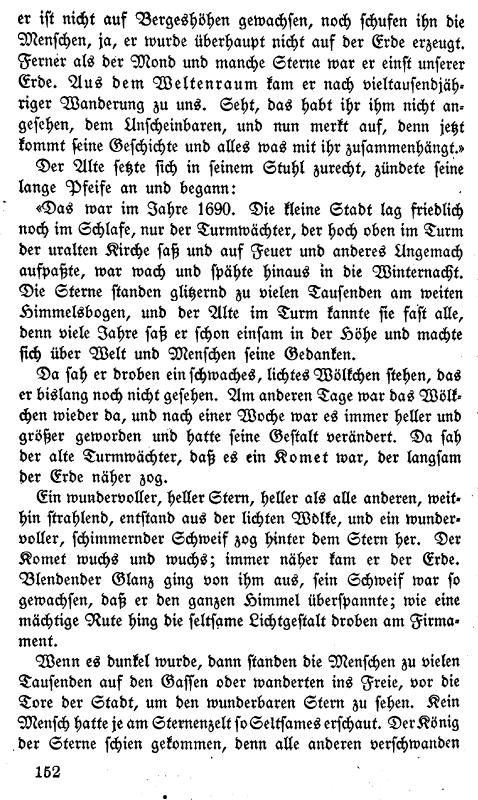 er ist nicht auf Bergeshöhen gewachsen, noch schufen ihn die
Menschen, ja, er wurde überhaupt nicht auf der Erde erzeugt.
Ferner als der Mond und manche Sterne war er einst unserer
Erde. Aus dem Weltenraum kam er nach vieltausendjäh-
riger Wanderung zu uns. Seht, das habt ihr ihm nicht an-
gesehen, dem Unscheinbaren, und nun merkt auf, denn jetzt
kommt seine Geschichte und alles was mit ihr zusammenhängt.»
Der Alte setzte sich in seinem Stuhl zurecht, zündete seine
lange Pfeife an und begann:
«Das war im Jahre 1690. Die kleine Stadt lag friedlich
noch im Schlafe, nur der Turmwächter, der hoch oben im Turm
der uralten Kirche saß und auf Feuer und anderes Ungemach
aufpaßte, war wach und spähte hinaus in die Winternacht.
Die Sterne standen glitzernd zu vielen Tausenden am weiten
Himmelsbogen, und der Alte im Turm kannte sie fast alle,
denn viele Jahre saß er schon einsam in der Höhe und machte
sich über Welt und Menschen seine Gedanken.
Da sah er droben ein schwaches, lichtes Wölkchen stehen, das
er bislang noch nicht gesehen. Am anderen Tage war das Wölk-
chen wieder da, und nach einer Woche war es immer heller und
größer geworden und hatte seine Gestalt verändert. Da sah
der alte Turmwächter, daß es ein Komet war, der langsam
der Erde näher zog.
Ein wundervoller, heller Stern, heller als alle anderen, weit-
hin strahlend, entstand aus der lichten Wolke, und ein wunder-
voller, schimmernder Schweif zog hinter dem Stern her. Der
Komet wuchs und wuchs; immer näher kam er der Erde.
Blendender Glanz ging von ihm aus, sein Schweif war so
gewachsen, daß er den ganzen Himmel überspannte; wie eine
mächtige Rute hing die seltsame Lichtgestalt droben am Firma-
ment.
Wenn es dunkel wurde, dann standen die Menschen zu vielen
Tausenden auf den Gassen oder wanderten ins Freie, vor die
Tore der Stadt, um den wunderbaren Stern zu sehen. Kein
Mensch hatte je am Sternenzelt so Seltsames erschaut. Der König
der Sterne schien gekommen, denn alle anderen verschwanden
152